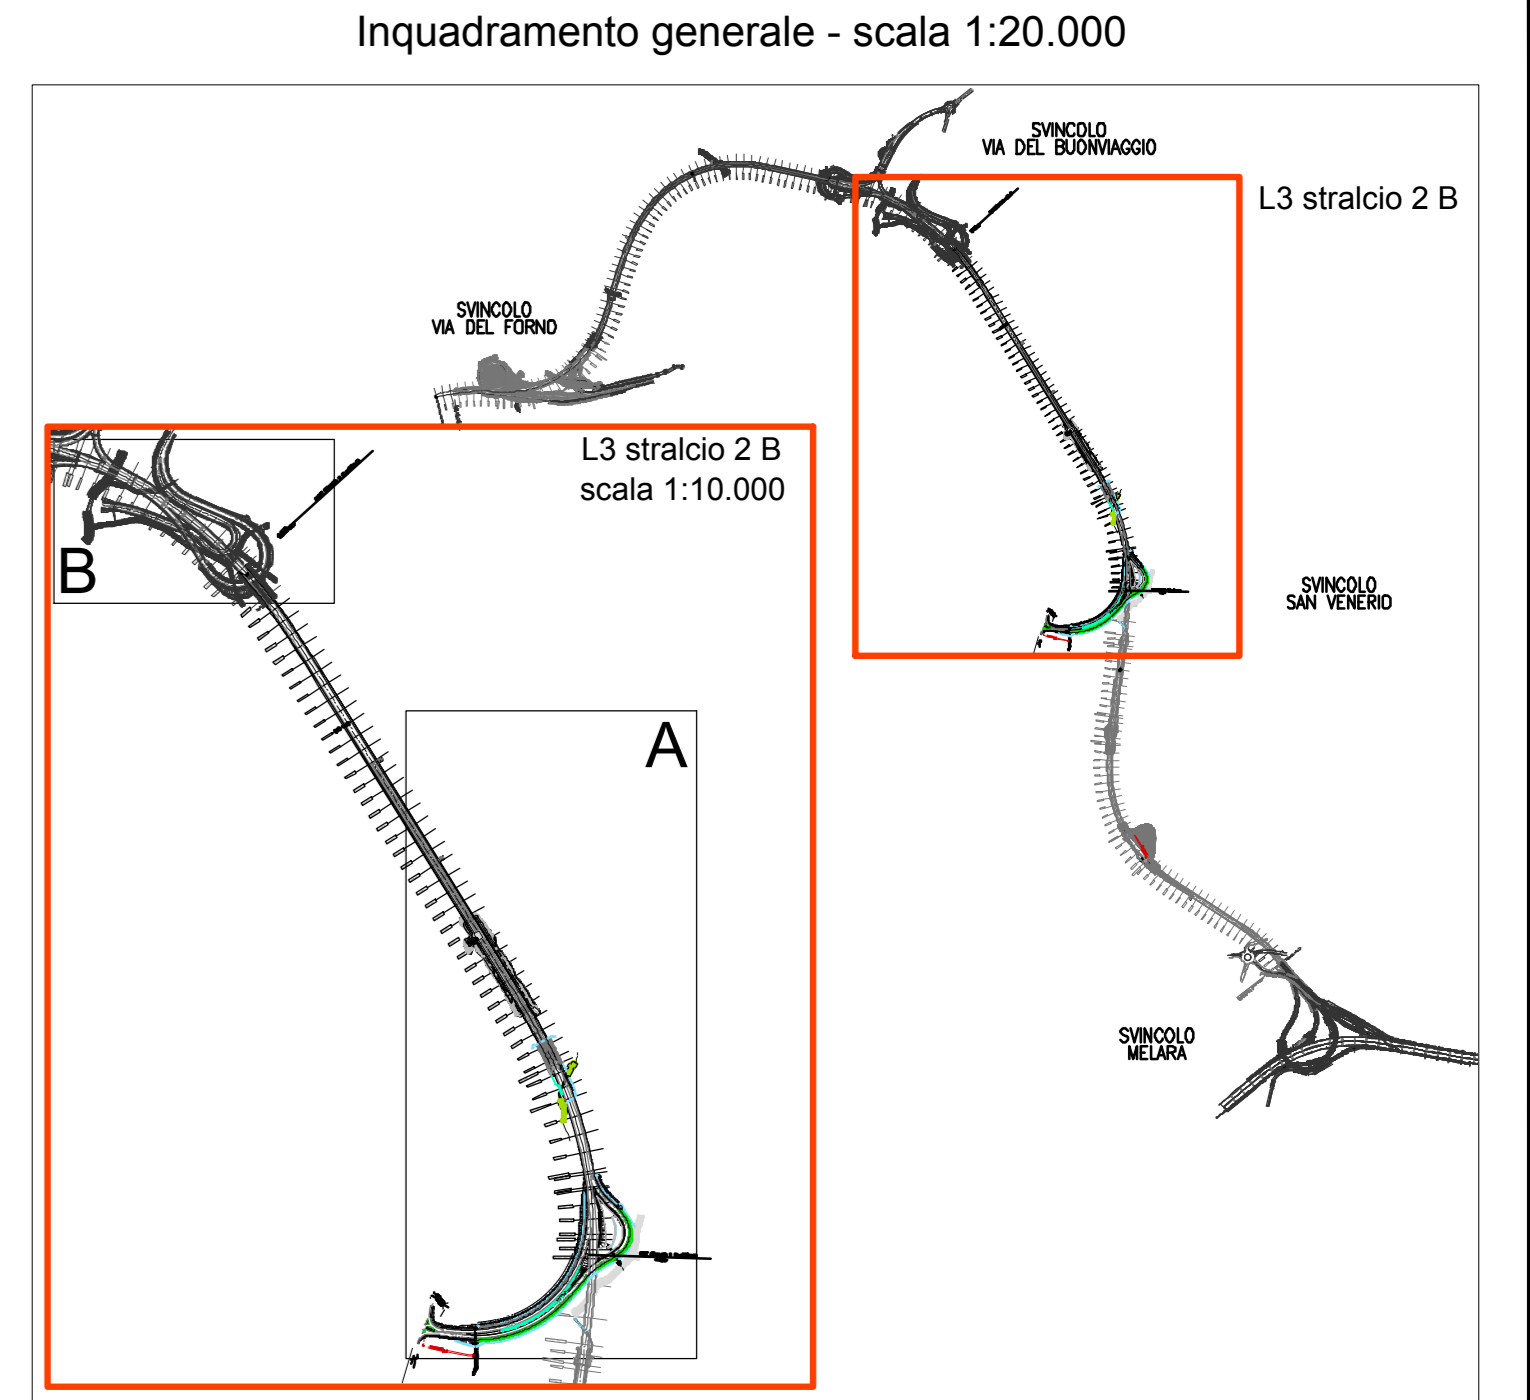 Inquadramento generale - scala 1:20.000
SVINCOLO
VIA DEL BUONVIAGGIO
L3 stralcio 2 B
SVINCOLO
VIA DEL FORNO
L3 stralcio 2 B
scala 1:10.000
B
A
SVINCOLO
SAN VENERIO
SVINCOLO
MELARA